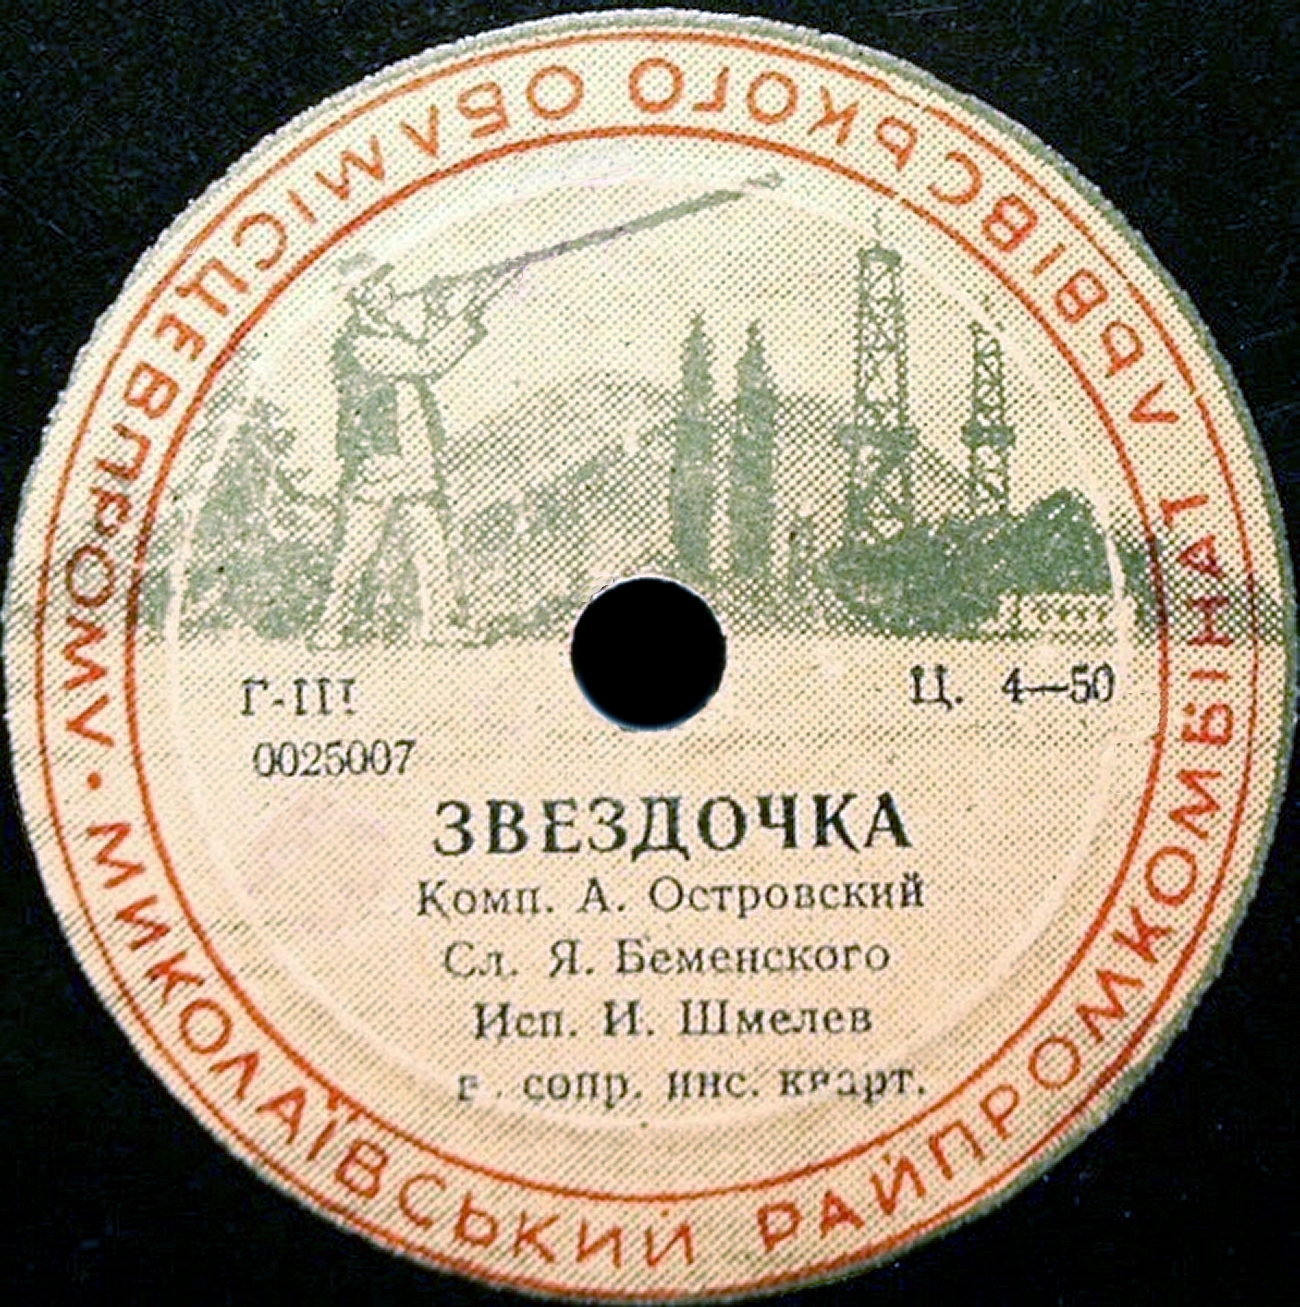 МИКОЛАЇВСЬКИЙ РАЙПРОМКОМБІНАТ ЛЬВІВСЬКОГО ОБЛМІСЦЕВПРОМУ •
Г-III Ц. 4—50
0025007
ЗВЕЗДОЧКА
Комп. А. Островский
Сл. Я. Беменского
Исп. И. Шмелев
в . сопр. инс. кварт.